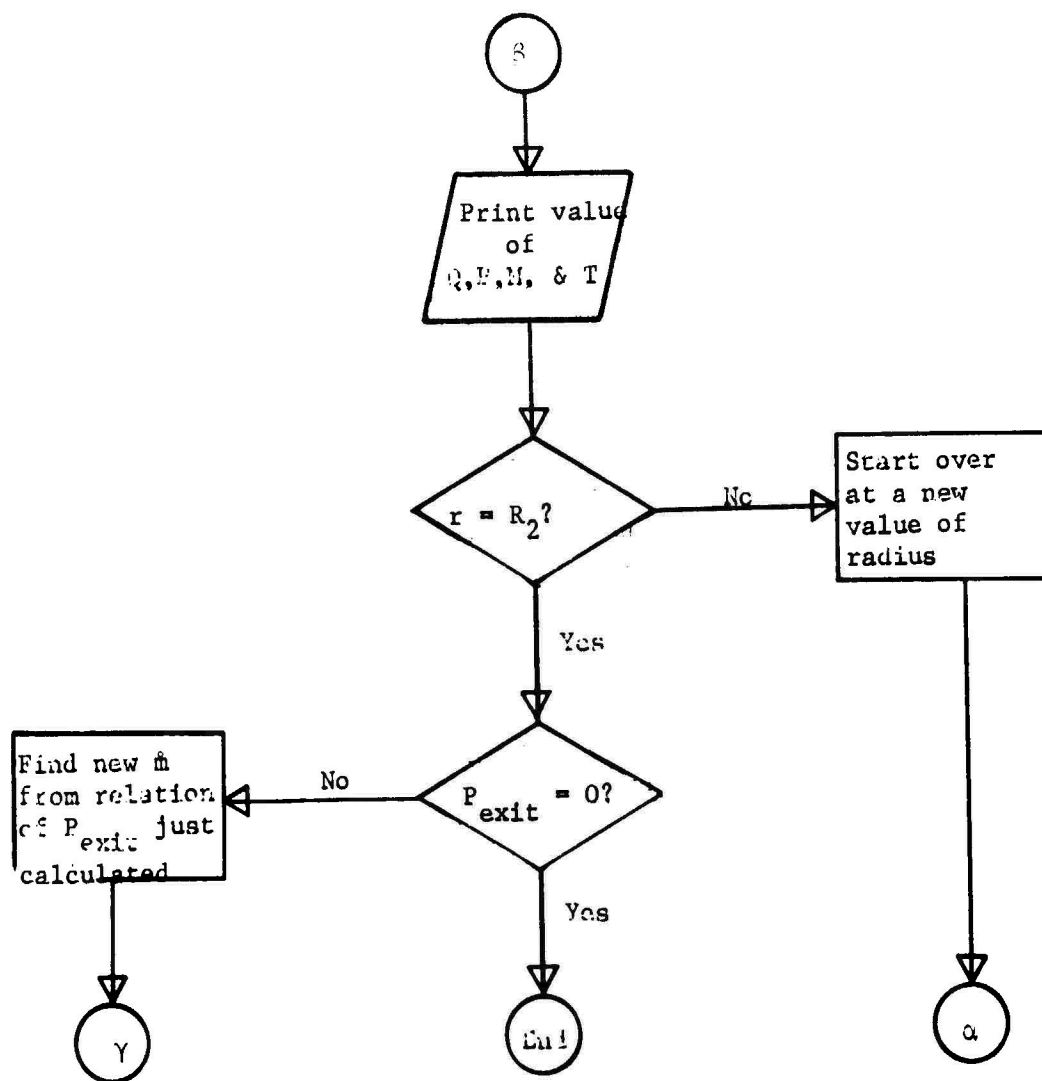 β
Print value
of
Q,P,M, & T
r = R2?
No
Start over
at a new
value of
radius
Yes
Find new ṁ
from relation
of Pexit just
calculated
No
Pexit = 0?
Yes
γ
End
α